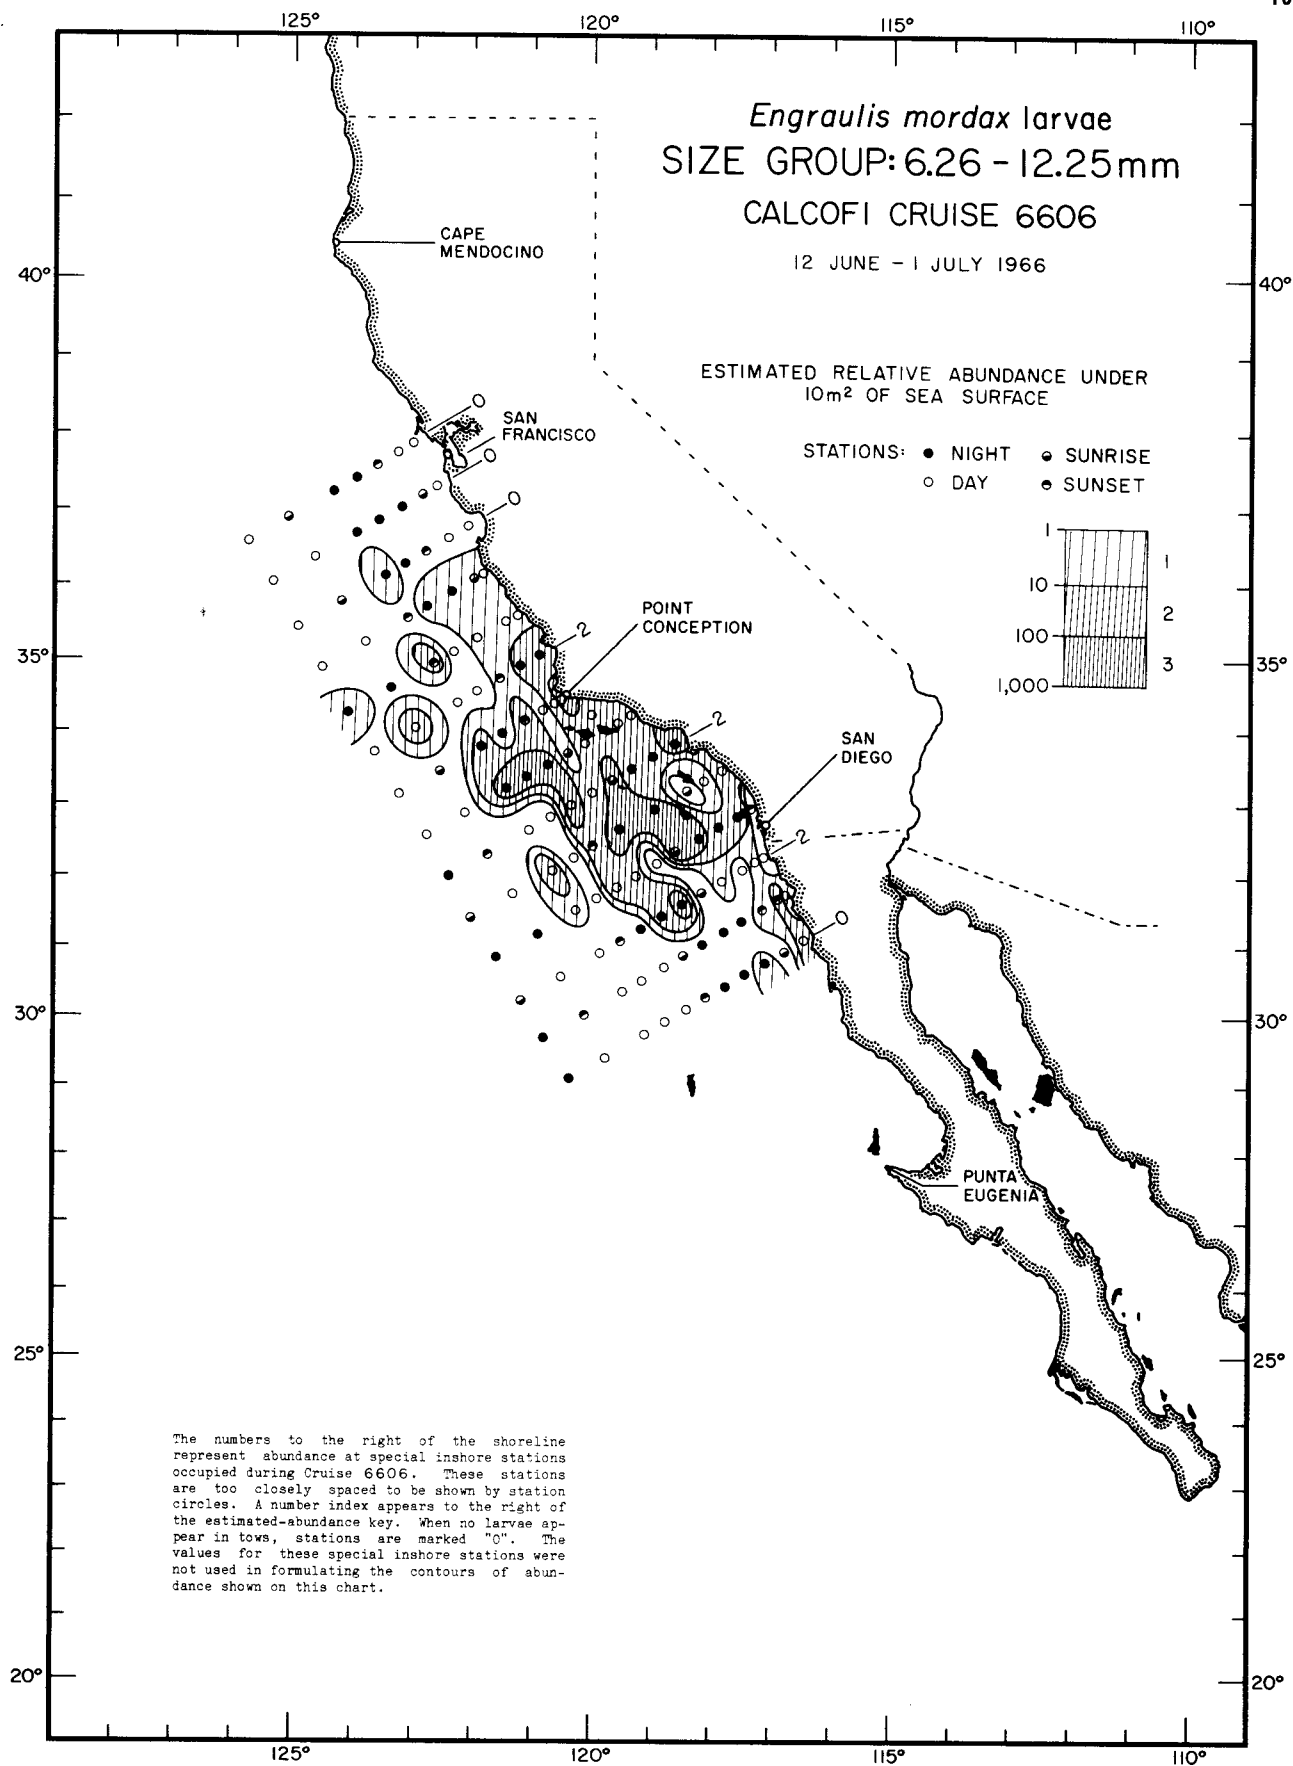 125°
120°
115°
110°
Engraulis mordax larvae
SIZE GROUP: 6.26 - 12.25mm
CALCOFI CRUISE 6606
12 JUNE - 1 JULY 1966
CAPE
MENDOCINO
40°
40°
ESTIMATED RELATIVE ABUNDANCE UNDER
10m² OF SEA SURFACE
0
SAN
FRANCISCO
0
0
STATIONS: ● NIGHT SUNRISE
○ DAY SUNSET
1
1
10
2
100
3
1,000
POINT
CONCEPTION
2
35°
35°
2
SAN
DIEGO
2
0
30°
30°
PUNTA
EUGENIA
25°
25°
The numbers to the right of the shoreline
represent abundance at special inshore stations
occupied during Cruise 6606. These stations
are too closely spaced to be shown by station
circles. A number index appears to the right of
the estimated-abundance key. When no larvae ap-
pear in tows, stations are marked "0". The
values for these special inshore stations were
not used in formulating the contours of abun-
dance shown on this chart.
20°
20°
125°
120°
115°
110°